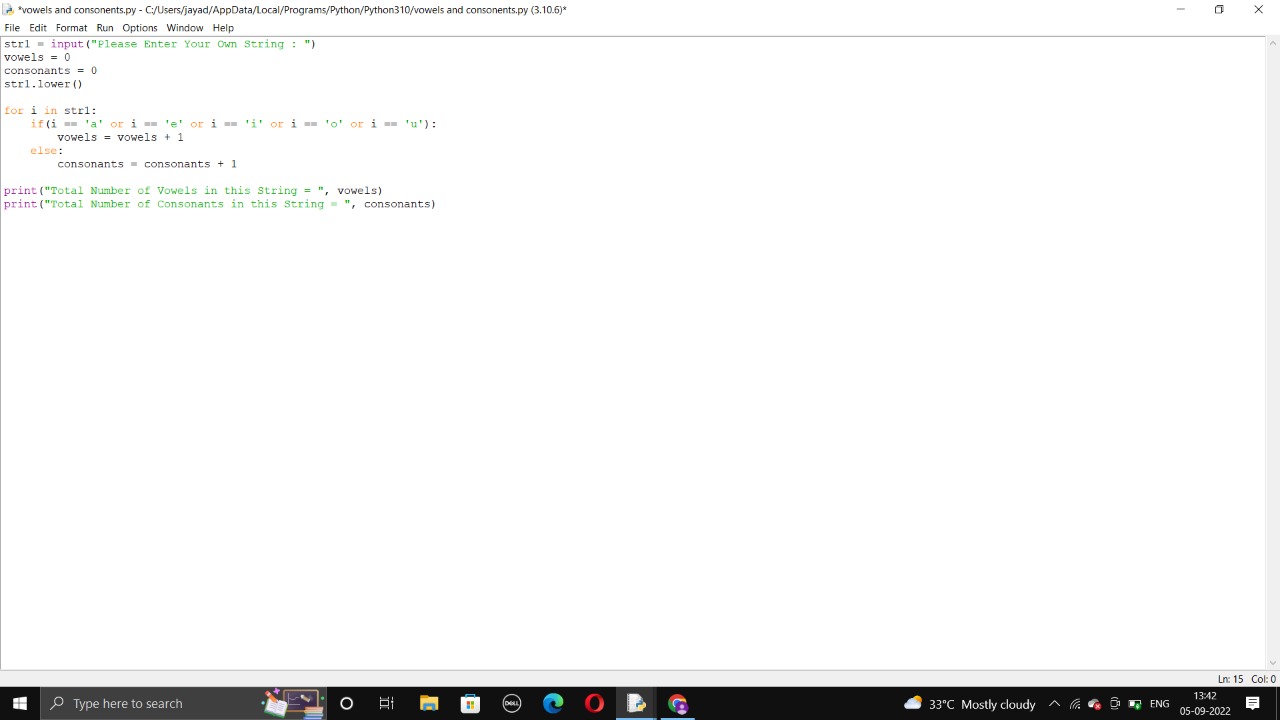 *vowels and consonents.py - C:/Users/jayad/AppData/Local/Programs/Python/Python310/vowels and consonents.py (3.10.6)*
File Edit Format Run Options Window Help
str1 = input("Please Enter Your Own String : ")
vowels = 0
consonants = 0
str1.lower()
for i in str1:
    if(i == 'a' or i == 'e' or i == 'i' or i == 'o' or i == 'u'):
        vowels = vowels + 1
    else:
        consonants = consonants + 1
print("Total Number of Vowels in this String = ", vowels)
print("Total Number of Consonants in this String = ", consonants)
Ln: 15 Col: 0
Type here to search
DELL
33°C Mostly cloudy
ENG
13:42
05-09-2022